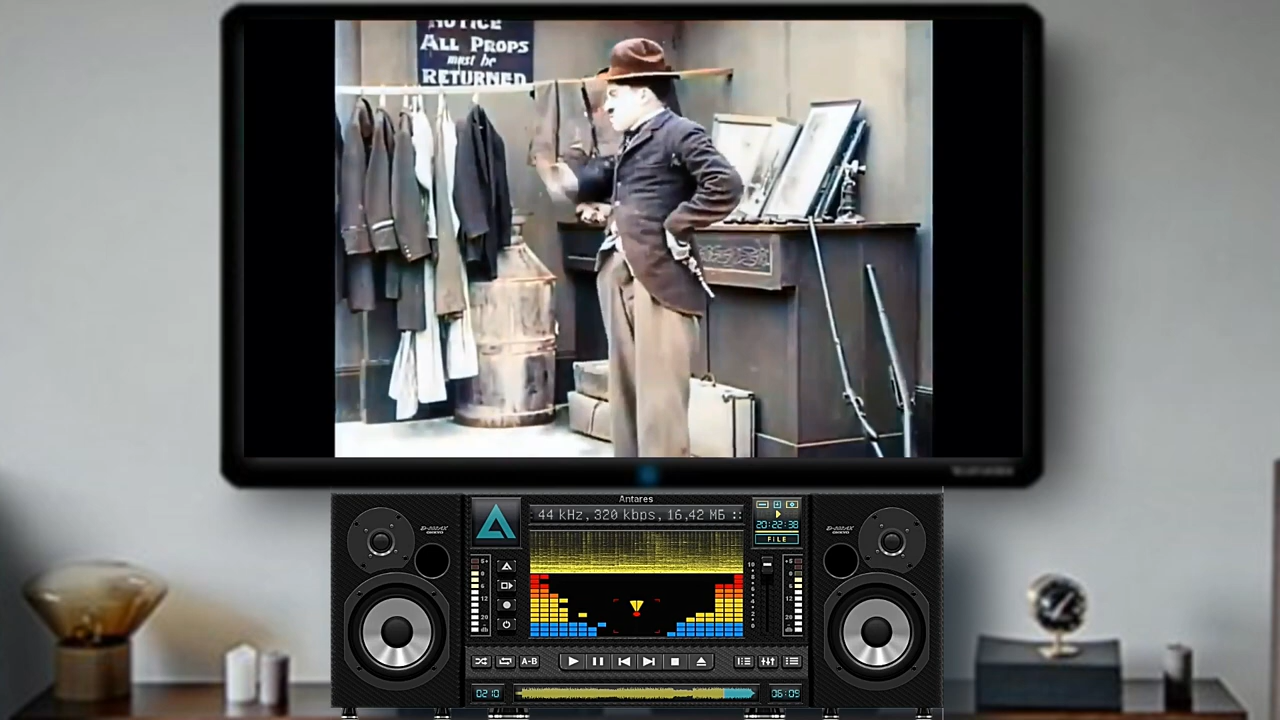 NOTICE
ALL PROPS
must be
RETURNED
Antares
44 kHz, 320 kbps, 16,42 МБ ::
20:22:38
FILE
A-B
02:10
06:09